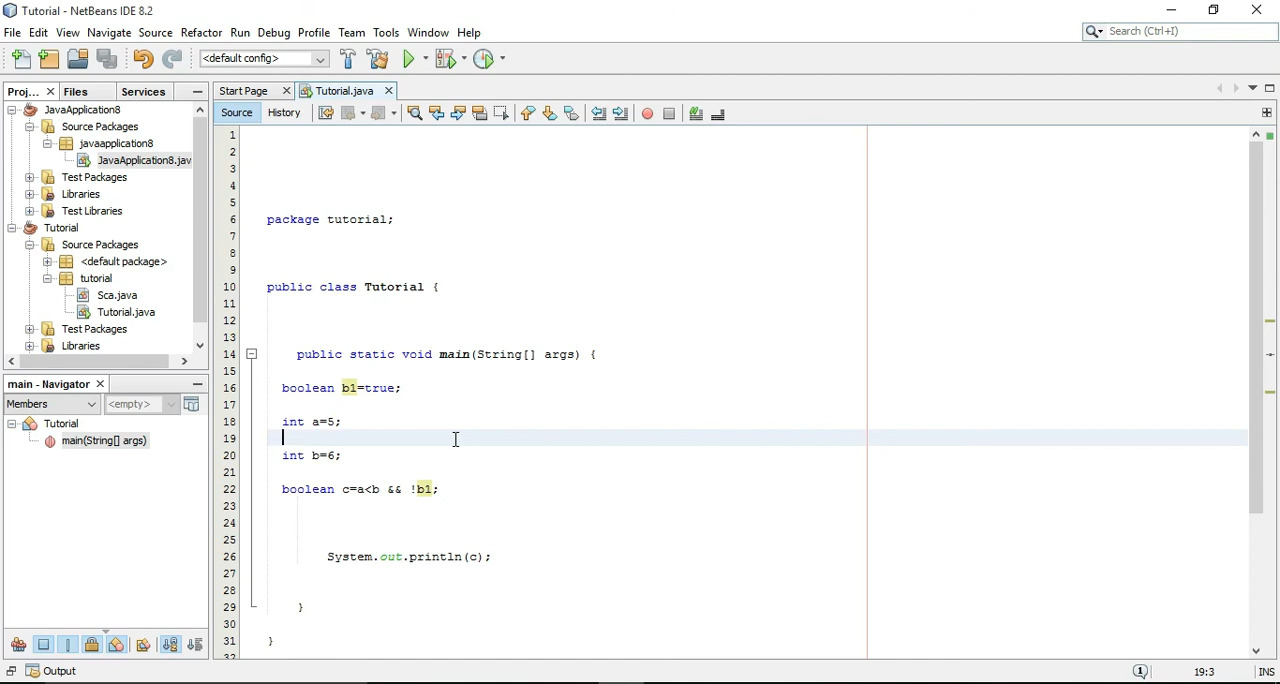 Tutorial - NetBeans IDE 8.2
File Edit View Navigate Source Refactor Run Debug Profile Team Tools Window Help
Search (Ctrl+I)
<default config>
Proj... Files Services
Start Page Tutorial.java
Source History
JavaApplication8
Source Packages
javaapplication8
JavaApplication8.jav
Test Packages
Libraries
Test Libraries
Tutorial
Source Packages
<default package>
tutorial
Sca.java
Tutorial.java
Test Packages
Libraries
main - Navigator
Members <empty>
Tutorial
main(String[] args)
1
2
3
4
5
6 package tutorial;
7
8
9
10 public class Tutorial {
11
12
13
14 public static void main(String[] args) {
15
16 boolean b1=true;
17
18 int a=5;
19
20 int b=6;
21
22 boolean c=a<b && !b1;
23
24
25
26 System.out.println(c);
27
28
29 }
30
31 }
32
Output
1 19:3 INS